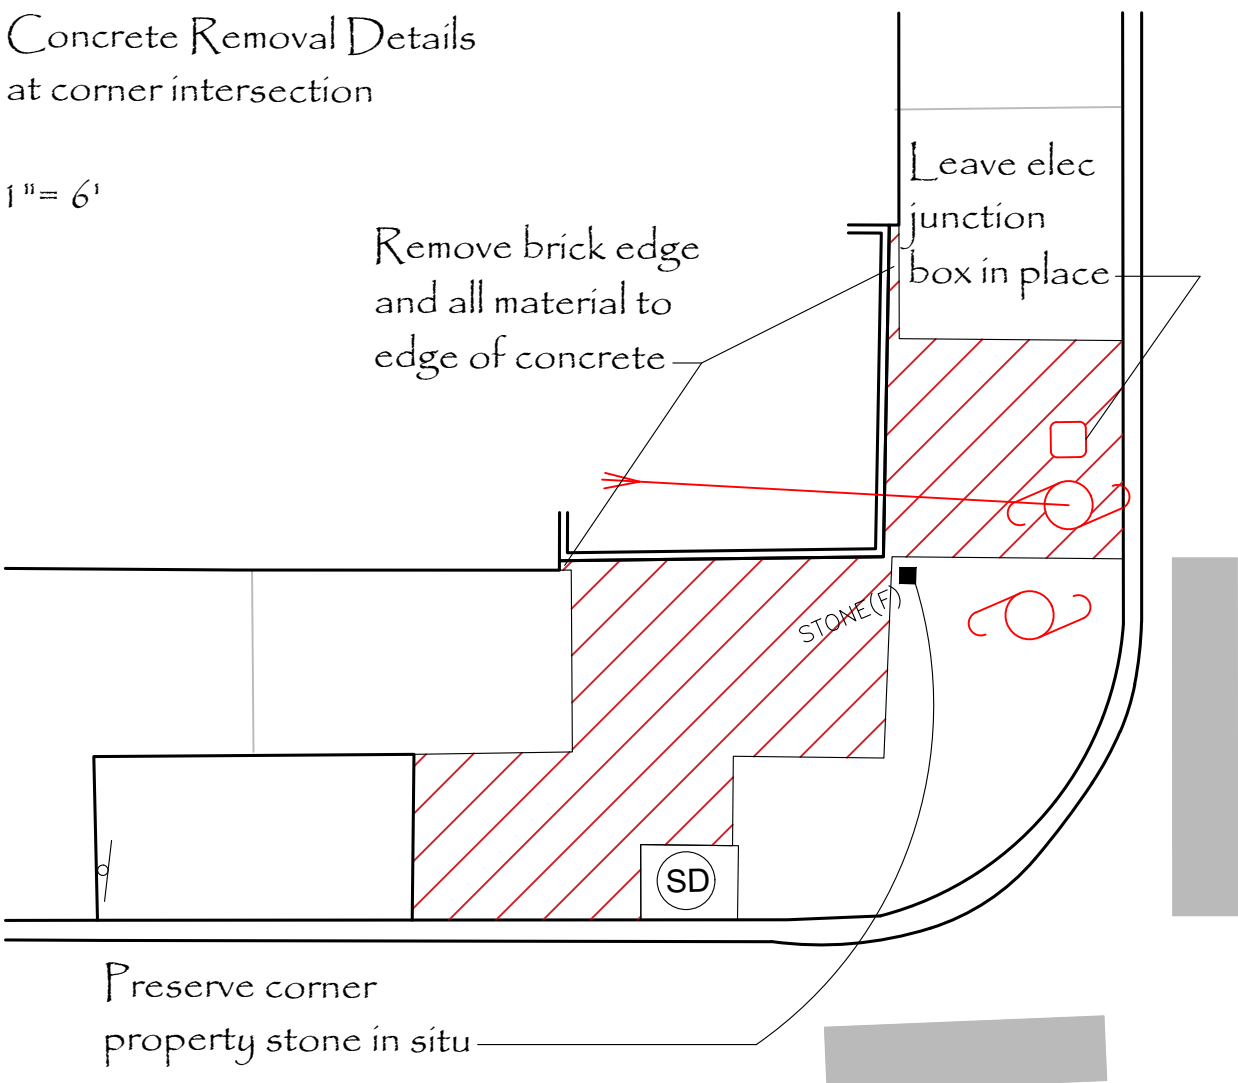 Concrete Removal Details
at corner intersection
1"= 6'
Leave elec
junction
box in place
Remove brick edge
and all material to
edge of concrete
STONE(F)
SD
Preserve corner
property stone in situ